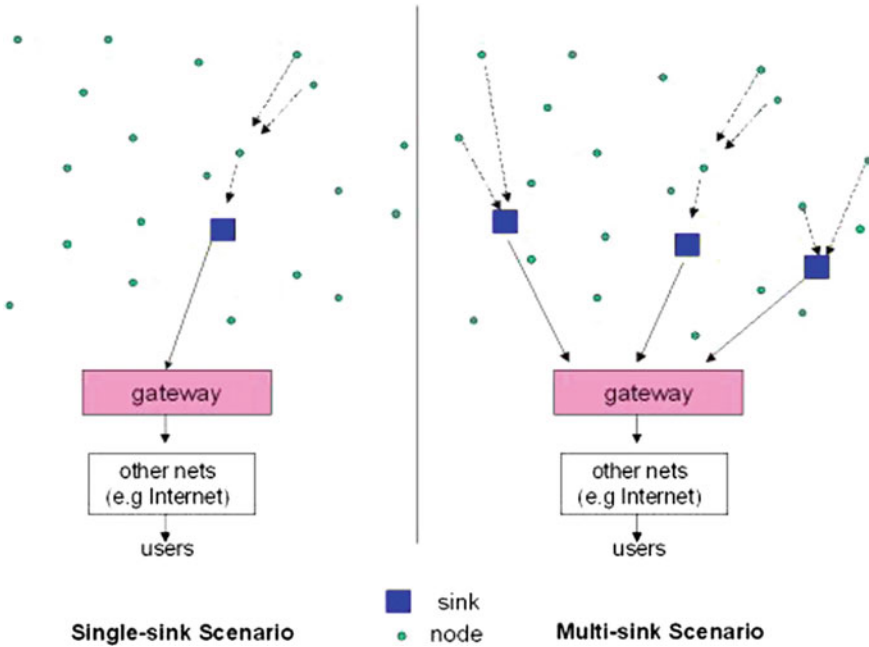 gateway
other nets
(e.g Internet)
users
gateway
other nets
(e.g Internet)
users
sink
node
Single-sink Scenario
Multi-sink Scenario